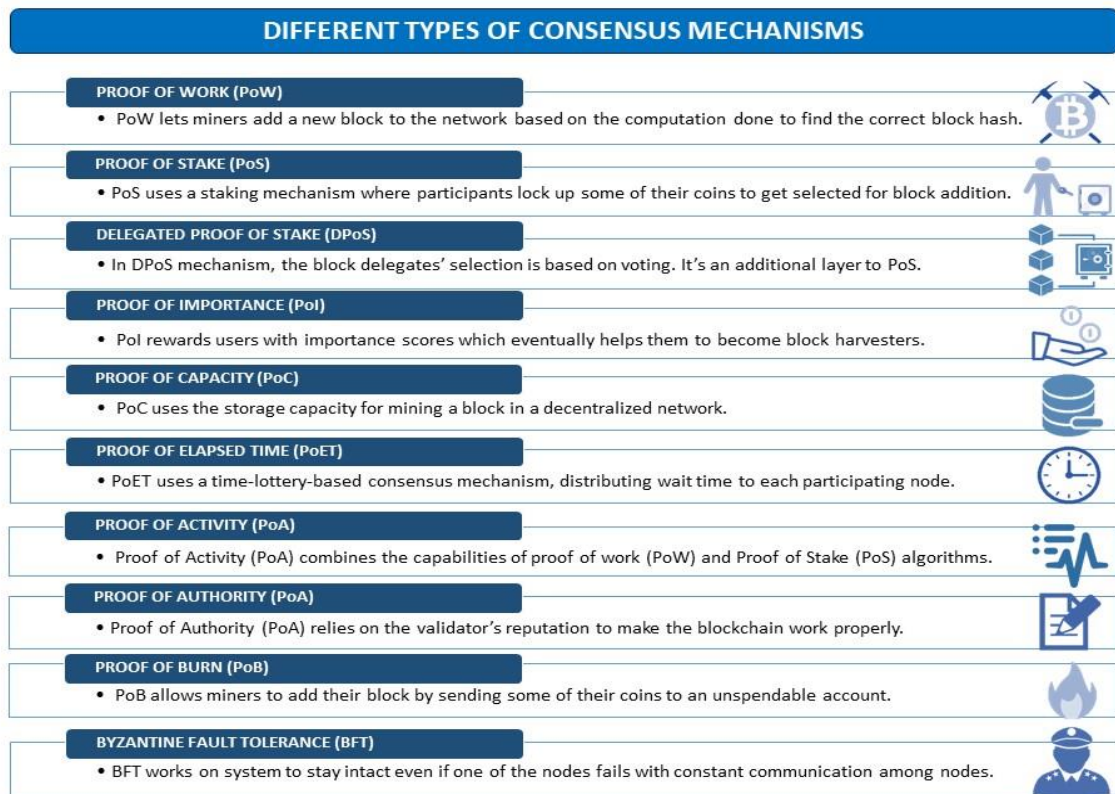 DIFFERENT TYPES OF CONSENSUS MECHANISMS
PROOF OF WORK (PoW)
• PoW lets miners add a new block to the network based on the computation done to find the correct block hash.
PROOF OF STAKE (PoS)
• PoS uses a staking mechanism where participants lock up some of their coins to get selected for block addition.
DELEGATED PROOF OF STAKE (DPoS)
• In DPoS mechanism, the block delegates’ selection is based on voting. It’s an additional layer to PoS.
PROOF OF IMPORTANCE (PoI)
• PoI rewards users with importance scores which eventually helps them to become block harvesters.
PROOF OF CAPACITY (PoC)
• PoC uses the storage capacity for mining a block in a decentralized network.
PROOF OF ELAPSED TIME (PoET)
• PoET uses a time-lottery-based consensus mechanism, distributing wait time to each participating node.
PROOF OF ACTIVITY (PoA)
• Proof of Activity (PoA) combines the capabilities of proof of work (PoW) and Proof of Stake (PoS) algorithms.
PROOF OF AUTHORITY (PoA)
• Proof of Authority (PoA) relies on the validator’s reputation to make the blockchain work properly.
PROOF OF BURN (PoB)
• PoB allows miners to add their block by sending some of their coins to an unspendable account.
BYZANTINE FAULT TOLERANCE (BFT)
• BFT works on system to stay intact even if one of the nodes fails with constant communication among nodes.